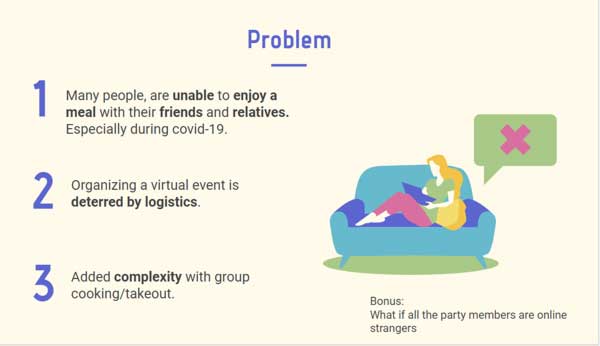 Problem
1
Many people, are unable to enjoy a
meal with their friends and relatives.
Especially during covid-19.
2
Organizing a virtual event is
deterred by logistics.
3
Added complexity with group
cooking/takeout.
Bonus:
What if all the party members are online
strangers